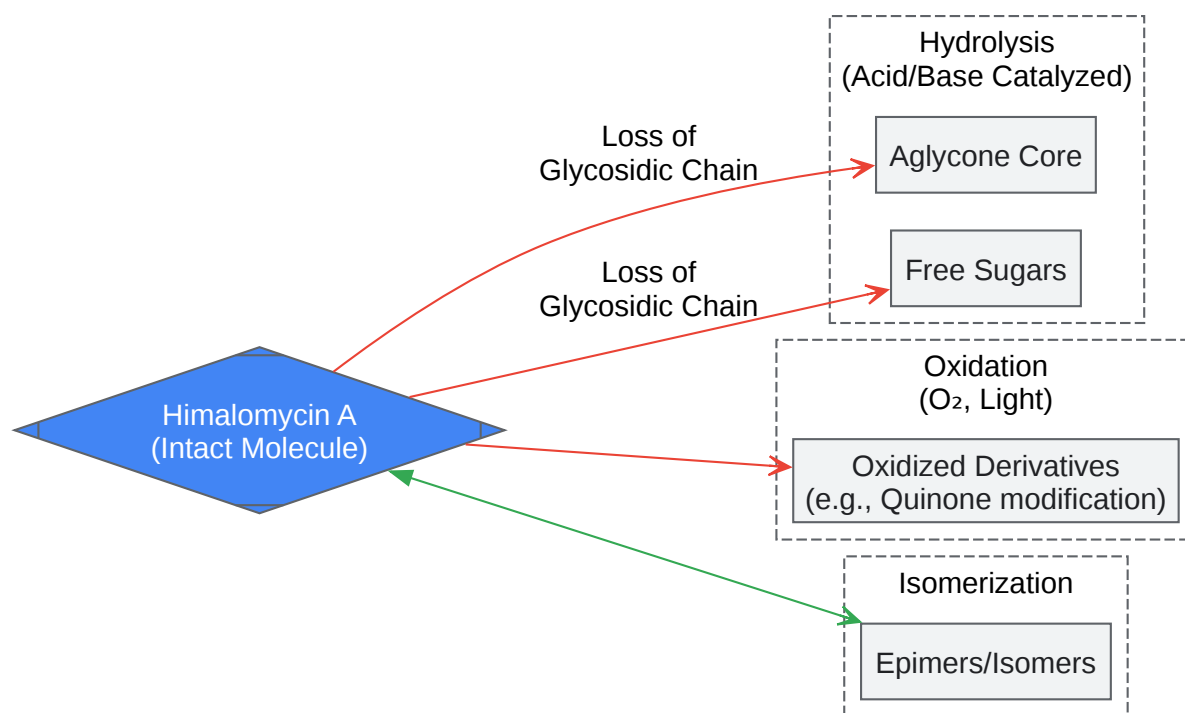 Hydrolysis
(Acid/Base Catalyzed)
Loss of
Glycosidic Chain
Aglycone Core
Loss of
Glycosidic Chain
Free Sugars
Himalomycin A
(Intact Molecule)
Oxidation
(O₂, Light)
Oxidized Derivatives
(e.g., Quinone modification)
Isomerization
Epimers/Isomers